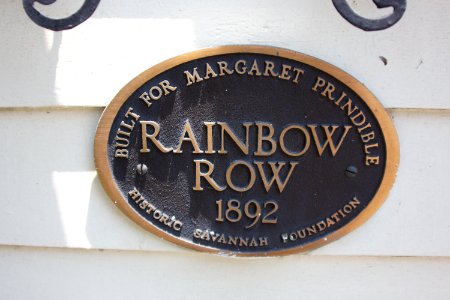 BUILT FOR MARGARET PRINDIBLE
RAINBOW
ROW
1892
HISTORIC SAVANNAH FOUNDATION